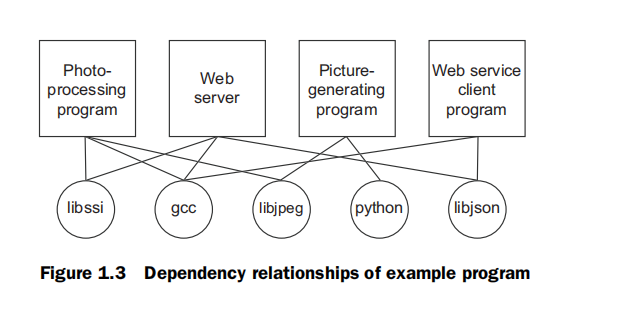 Photo-
processing
program
Web
server
Picture-
generating
program
Web service
client
program
libssi
gcc
libjpeg
python
libjson
Figure 1.3 Dependency relationships of example program